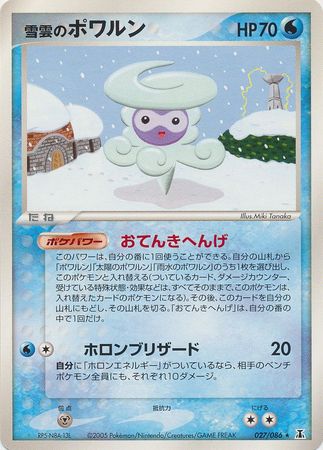 雪雲のポワルン HP70
Illus. Miki Tanaka
たね
ポケパワー おてんきへんげ
このパワーは、自分の番に1回使うことができる。自分の山札から
「ポワルン」「太陽のポワルン」「雨水のポワルン」のうち1枚を選び出し、
このポケモンと入れ替える(ついているカード、ダメージカウンター、
受けている特殊状態・効果などは、すべてそのままで、このポケモンは、
入れ替えたカードのポケモンになる)。その後、このカードを自分の
山札にもどし、その山札を切る。「おてんきへんげ」は、自分の番の
中で1回だけ。
ホロンブリザード 20
自分に「ホロンエネルギー」がついているなら、相手のベンチ
ポケモン全員にも、それぞれ10ダメージ。
弱点 抵抗力 にげる
RPS-NBA-13L
©2005 Pokémon/Nintendo/Creatures/GAME FREAK
027/086 ★